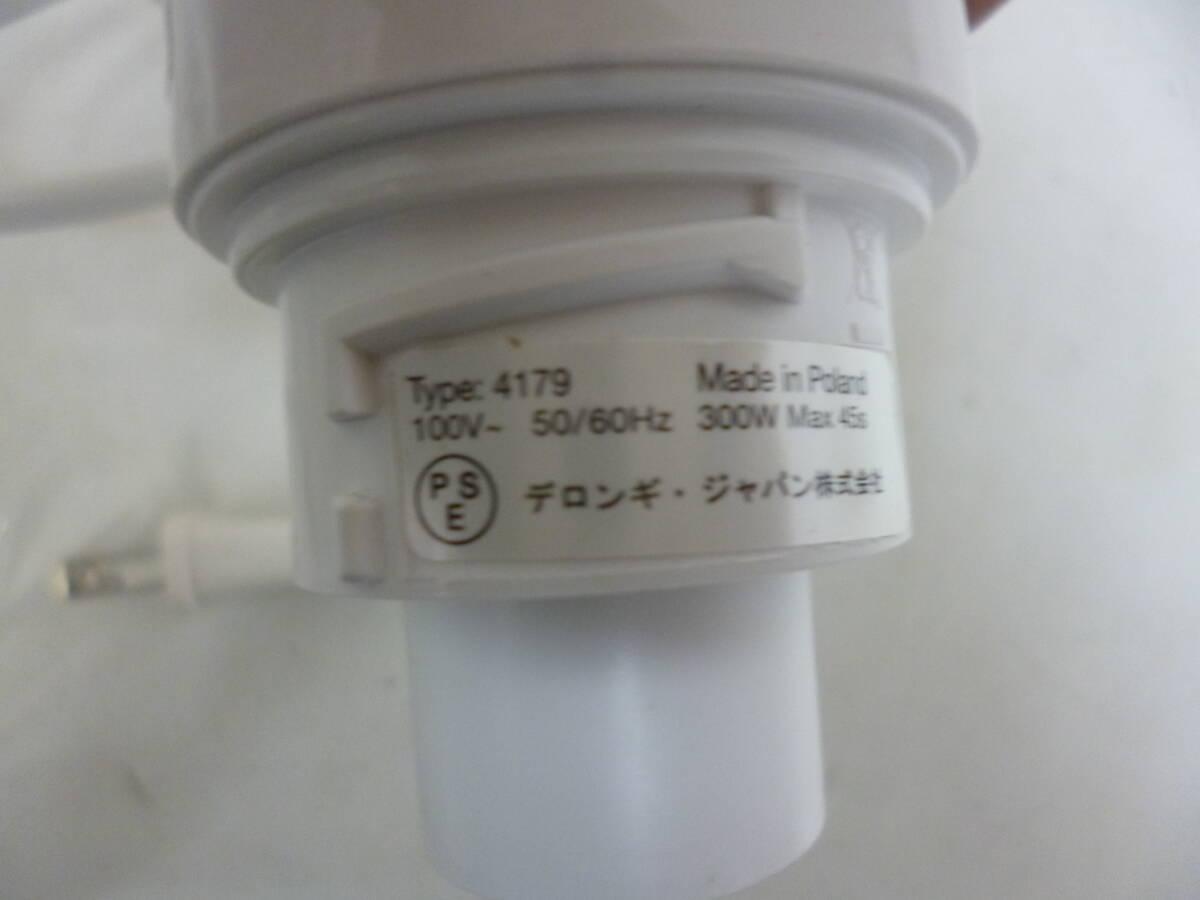 Type: 4179 Made in Poland
100V~ 50/60Hz 300W Max 45s
PSE デロンギ・ジャパン株式会社